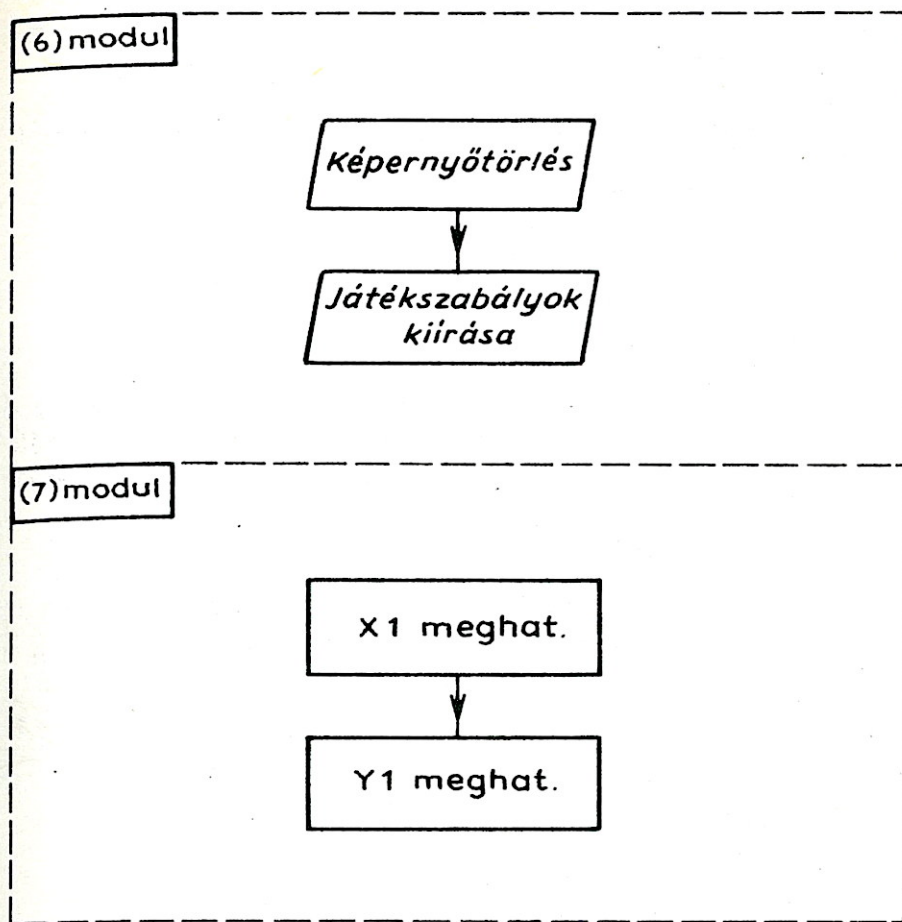 (6) modul
Képernyőtörlés
Játékszabályok
kiírása
(7) modul
X1 meghat.
Y1 meghat.